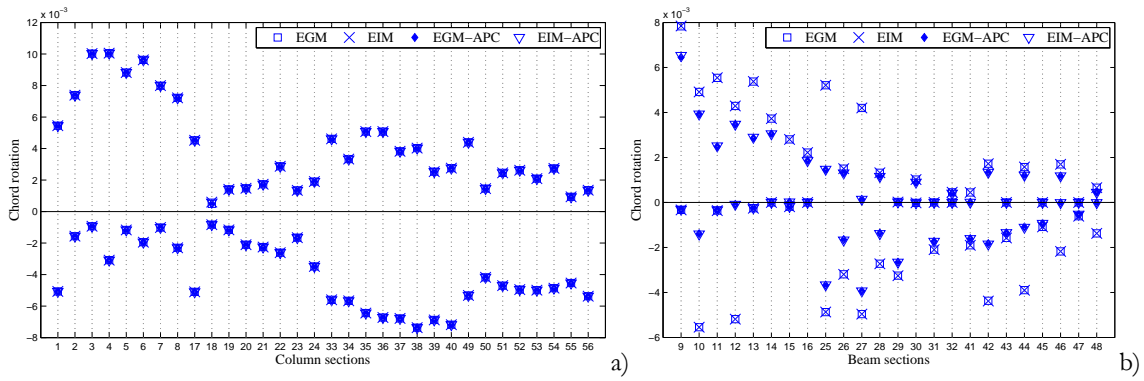 x 10⁻³
EGM EIM EGM−APC EIM−APC
12
10
8
6
4
2
0
−2
−4
−6
−8
Chord rotation
1 2 3 4 5 6 7 8 17 18 19 20 21 22 23 24 33 34 35 36 37 38 39 40 49 50 51 52 53 54 55 56
Column sections
a)
x 10⁻³
EGM EIM EGM−APC EIM−APC
8
6
4
2
0
−2
−4
−6
Chord rotation
9 10 11 12 13 14 15 16 25 26 27 28 29 30 31 32 41 42 43 44 45 46 47 48
Beam sections
b)